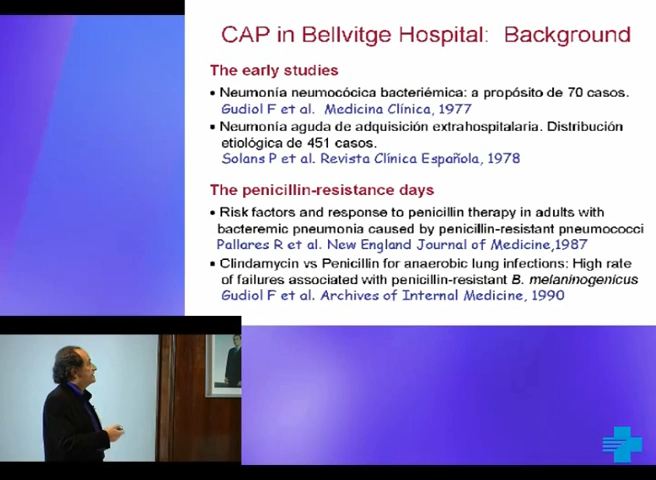 CAP in Bellvitge Hospital: Background
The early studies
• Neumonía neumocócica bacteriémica: a propósito de 70 casos.
Gudiol F et al. Medicina Clínica, 1977
• Neumonía aguda de adquisición extrahospitalaria. Distribución
etiológica de 451 casos.
Solans P et al. Revista Clínica Española, 1978
The penicillin-resistance days
• Risk factors and response to penicillin therapy in adults with
bacteremic pneumonia caused by penicillin-resistant pneumococci
Pallares R et al. New England Journal of Medicine,1987
• Clindamycin vs Penicillin for anaerobic lung infections: High rate
of failures associated with penicillin-resistant B. melaninogenicus
Gudiol F et al. Archives of Internal Medicine, 1990